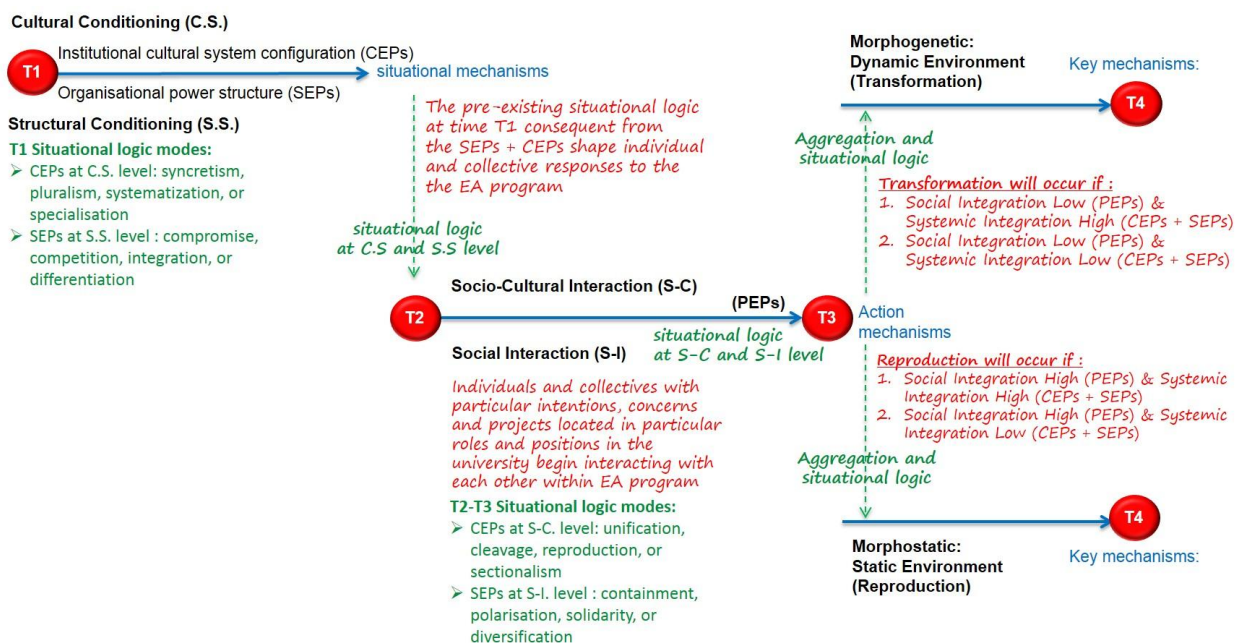 Cultural Conditioning (C.S.)
Institutional cultural system configuration (CEPs)
T1
situational mechanisms
Organisational power structure (SEPs)
Structural Conditioning (S.S.)
T1 Situational logic modes:
➢ CEPs at C.S. level: syncretism,
pluralism, systematization, or
specialisation
➢ SEPs at S.S. level : compromise,
competition, integration, or
differentiation
The pre-existing situational logic
at time T1 consequent from
the SEPs + CEPs shape individual
and collective responses to the
the EA program
situational logic
at C.S and S.S level
T2
Socio-Cultural Interaction (S-C)
(PEPs)
T3
situational logic
at S-C and S-I level
Social Interaction (S-I)
Individuals and collectives with
particular intentions, concerns
and projects located in particular
roles and positions in the
university begin interacting with
each other within EA program
T2-T3 Situational logic modes:
➢ CEPs at S-C. level: unification,
cleavage, reproduction, or
sectionalism
➢ SEPs at S-I. level : containment,
polarisation, solidarity, or
diversification
Morphogenetic:
Dynamic Environment
(Transformation)
Key mechanisms:
T4
Aggregation and
situational logic
Transformation will occur if :
1. Social Integration Low (PEPs) &
Systemic Integration High (CEPs + SEPs)
2. Social Integration Low (PEPs) &
Systemic Integration Low (CEPs + SEPs)
Action
mechanisms
Reproduction will occur if :
1. Social Integration High (PEPs) & Systemic
Integration High (CEPs + SEPs)
2. Social Integration High (PEPs) & Systemic
Integration Low (CEPs + SEPs)
Aggregation and
situational logic
T4
Morphostatic:
Static Environment
(Reproduction)
Key mechanisms: